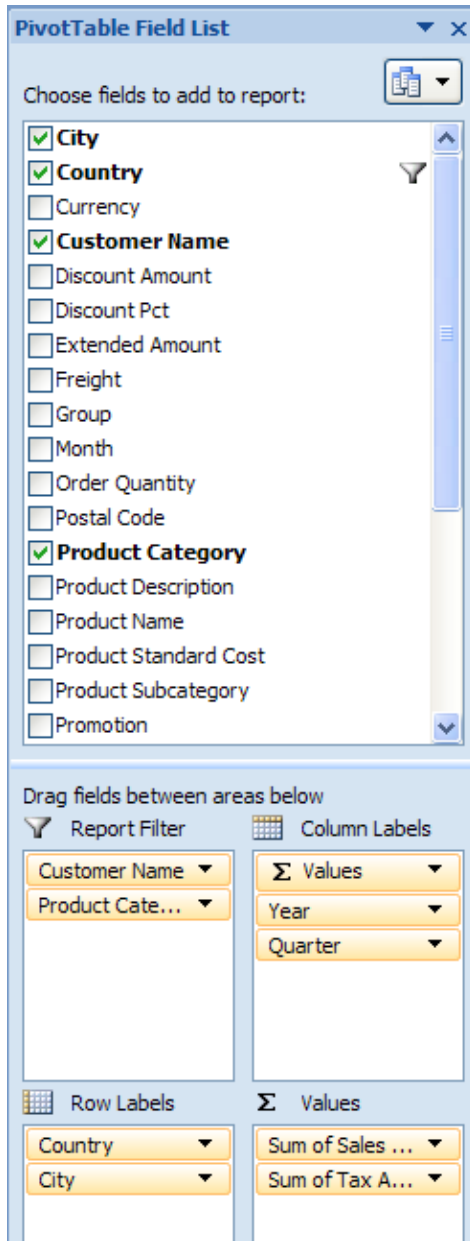 PivotTable Field List
Choose fields to add to report:
City
Country
Currency
Customer Name
Discount Amount
Discount Pct
Extended Amount
Freight
Group
Month
Order Quantity
Postal Code
Product Category
Product Description
Product Name
Product Standard Cost
Product Subcategory
Promotion
Drag fields between areas below
Report Filter
Column Labels
Customer Name
Σ Values
Product Cate...
Year
Quarter
Row Labels
Σ Values
Country
Sum of Sales ...
City
Sum of Tax A...